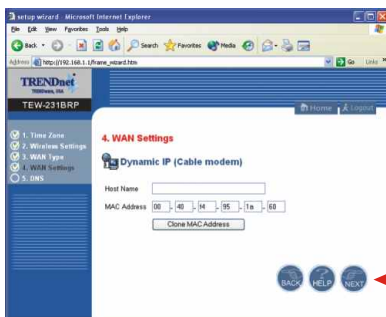 setup wizard - Microsoft Internet Explorer
File Edit View Favorites Tools Help
Back Search Favorites Media
Address http://192.168.1.1/frame_wizard.htm Go Links
TRENDnet
TRENDware, USA
TEW-231BRP
Home Logout
1. Time Zone
2. Wireless Settings
3. WAN Type
4. WAN Settings
5. DNS
4. WAN Settings
Dynamic IP (Cable modem)
Host Name
MAC Address 00 - 40 - f4 - 95 - 1a - 60
Clone MAC Address
BACK HELP NEXT